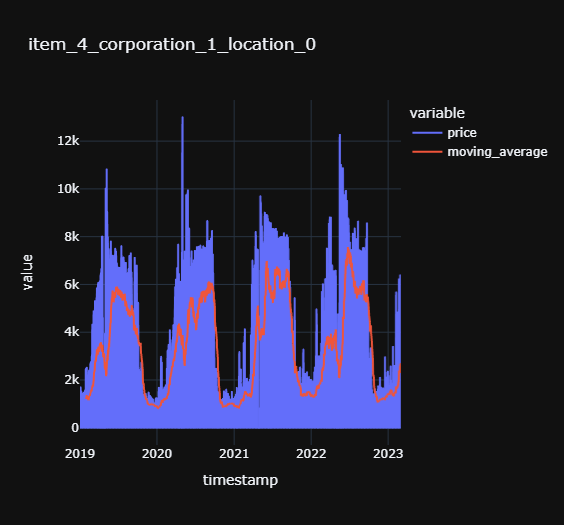 item_4_corporation_1_location_0
variable
price
moving_average
12k
10k
8k
6k
4k
2k
0
value
2019
2020
2021
2022
2023
timestamp